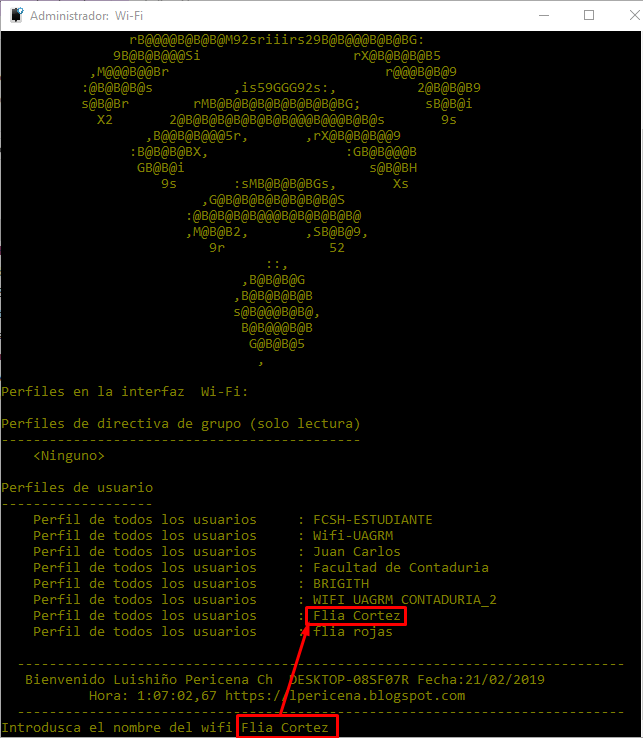 Administrador: Wi-Fi
rB@@@@B@B@B@M92sriiirs29B@B@@@B@B@BG:
9B@B@B@@@Si rX@B@B@B@B5
,M@@@B@@Br r@@@B@B@9
:@B@B@B@s ,is59GGG92s:, 2@B@B@B9
s@B@Br rMB@B@B@B@B@B@B@B@BG; sB@B@i
X2 2@B@B@B@B@B@B@B@@@B@@@B@B@s 9s
,B@@B@B@@@5r, ,rX@B@B@B@@9
:B@B@B@BX, :GB@B@@@B
GB@B@i s@B@BH
9s :sMB@B@B@BGs, Xs
,G@B@B@B@B@B@B@B@S
:@B@B@B@B@@@B@B@B@B@B@
,M@B@B2, ,SB@B@9,
9r 52
::,
,B@B@B@G
,B@B@B@B@B
s@B@@@B@B@,
B@B@@@B@B
G@B@B@5
,
Perfiles en la interfaz Wi-Fi:
Perfiles de directiva de grupo (solo lectura)
---------------------------------------------
<Ninguno>
Perfiles de usuario
-------------------
Perfil de todos los usuarios : FCSH-ESTUDIANTE
Perfil de todos los usuarios : Wifi-UAGRM
Perfil de todos los usuarios : Juan Carlos
Perfil de todos los usuarios : Facultad de Contaduria
Perfil de todos los usuarios : BRIGITH
Perfil de todos los usuarios : WIFI_UAGRM_CONTADURIA_2
Perfil de todos los usuarios : Flia Cortez
Perfil de todos los usuarios : flia rojas
----------------------------------------------------------------------------
Bienvenido Luishiño Pericena Ch DESKTOP-08SF07R Fecha:21/02/2019
Hora: 1:07:02,67 https://lpericena.blogspot.com
----------------------------------------------------------------------------
Introdusca el nombre del wifi Flia Cortez